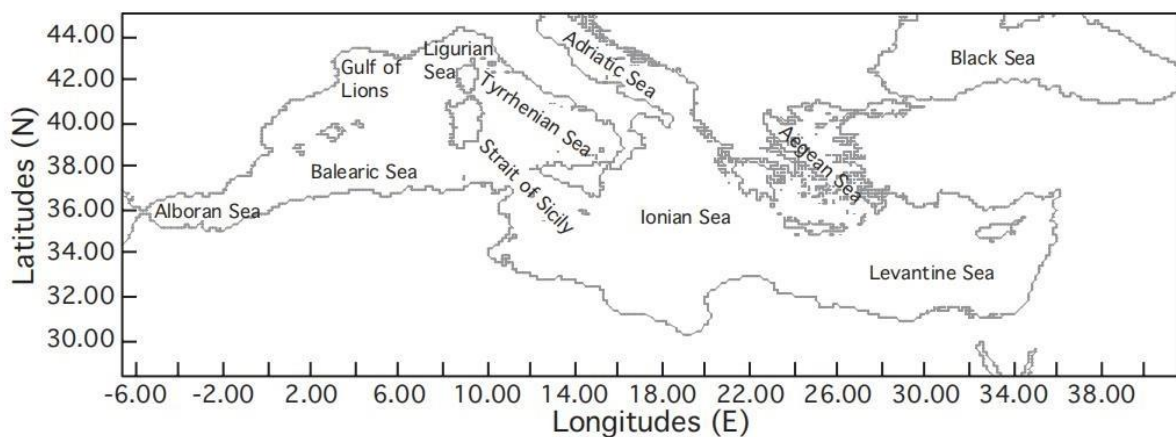 44.00
42.00
40.00
38.00
36.00
34.00
32.00
30.00
Latitudes (N)
Ligurian
Sea
Adriatic Sea
Black Sea
Gulf of
Lions
Tyrrhenian Sea
Aegean Sea
Balearic Sea
Strait of Sicily
Alboran Sea
Ionian Sea
Levantine Sea
-6.00 -2.00 2.00 6.00 10.00 14.00 18.00 22.00 26.00 30.00 34.00 38.00
Longitudes (E)